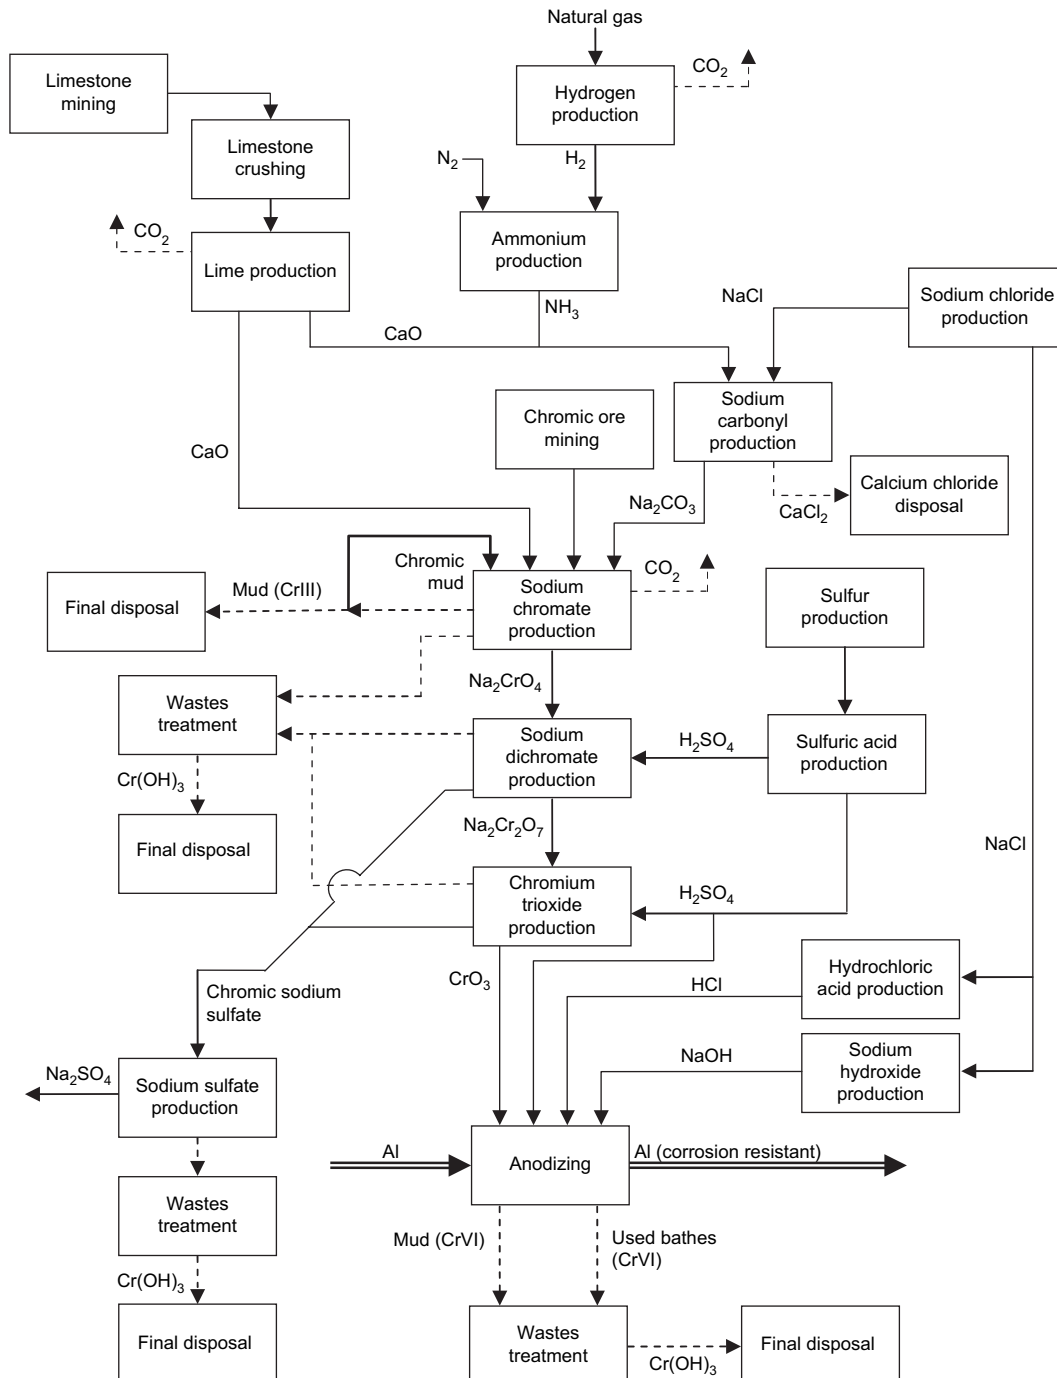 Natural gas
Limestone
mining
Hydrogen
production
CO2
Limestone
crushing
N2
H2
CO2
Lime production
Ammonium
production
NH3
CaO
NaCl
Sodium chloride
production
Sodium
carbonyl
production
Chromic ore
mining
CaO
Na2CO3
CaCl2
Calcium chloride
disposal
Chromic
mud
CO2
Final disposal
Mud (CrIII)
Sodium
chromate
production
Sulfur
production
Na2CrO4
Wastes
treatment
Sodium
dichromate
production
H2SO4
Sulfuric acid
production
Cr(OH)3
Na2Cr2O7
Final disposal
NaCl
Chromium
trioxide
production
H2SO4
CrO3
HCl
Hydrochloric
acid production
Chromic sodium
sulfate
NaOH
Sodium
hydroxide
production
Na2SO4
Sodium sulfate
production
Al
Anodizing
Al (corrosion resistant)
Wastes
treatment
Mud (CrVI)
Used bathes
(CrVI)
Cr(OH)3
Final disposal
Wastes
treatment
Cr(OH)3
Final disposal